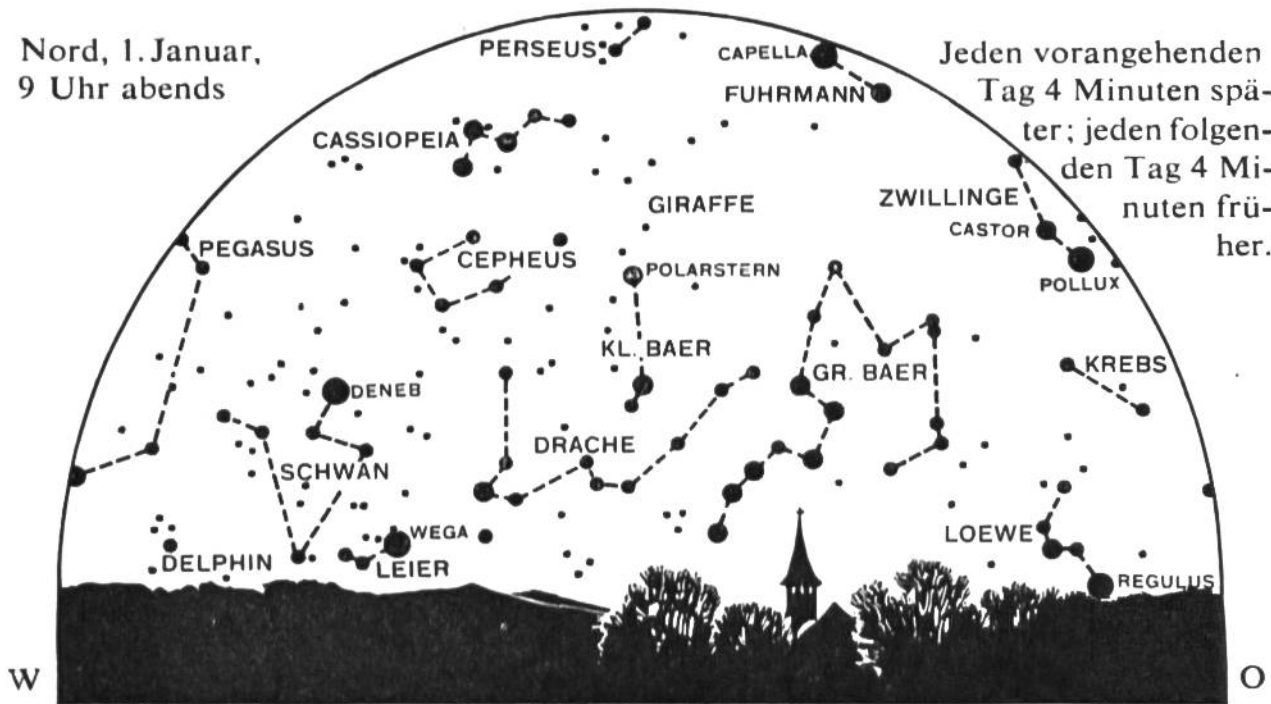 Nord, 1. Januar,
9 Uhr abends
Jeden vorangehenden
Tag 4 Minuten spä-
ter; jeden folgen-
den Tag 4 Mi-
nuten frü-
her.
PERSEUS
CAPELLA
FUHRMANN
CASSIOPEIA
GIRAFFE
ZWILLINGE
CASTOR
POLLUX
PEGASUS
CEPHEUS
POLARSTERN
KL. BAER
GR. BAER
KREBS
DENEB
SCHWAN
DRACHE
WEGA
LEIER
DELPHIN
LOEWE
REGULUS
W
O